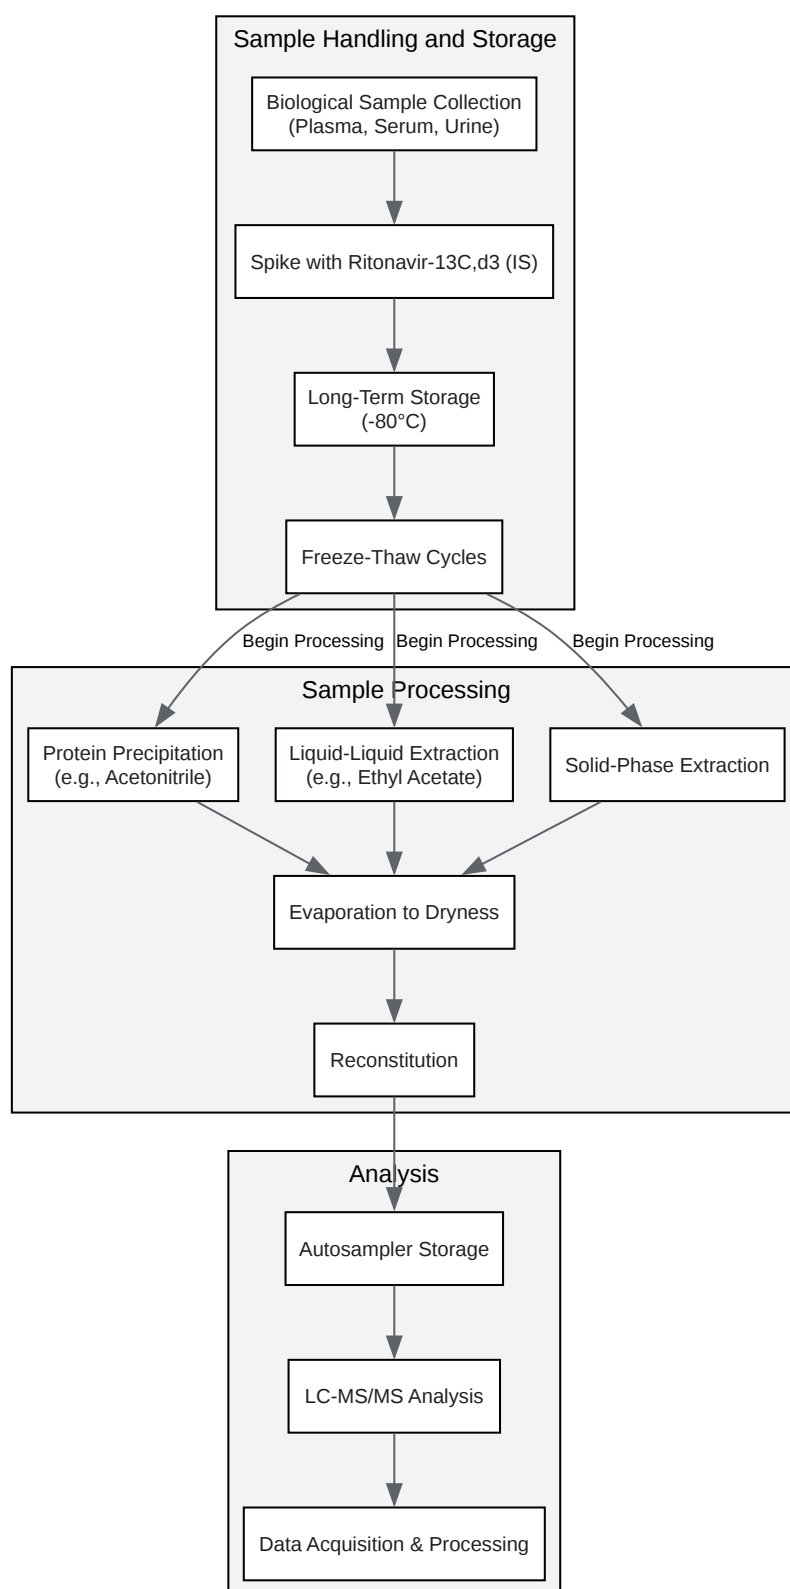 Sample Handling and Storage
Biological Sample Collection
(Plasma, Serum, Urine)
Spike with Ritonavir-13C,d3 (IS)
Long-Term Storage
(-80°C)
Freeze-Thaw Cycles
Begin Processing
Begin Processing
Begin Processing
Sample Processing
Protein Precipitation
(e.g., Acetonitrile)
Liquid-Liquid Extraction
(e.g., Ethyl Acetate)
Solid-Phase Extraction
Evaporation to Dryness
Reconstitution
Analysis
Autosampler Storage
LC-MS/MS Analysis
Data Acquisition & Processing